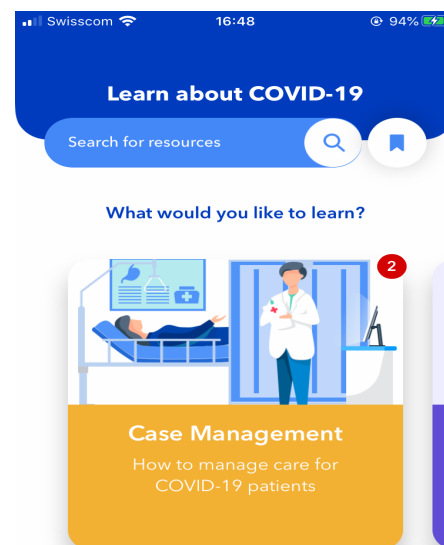 Swisscom 16:48 94%
Learn about COVID-19
Search for resources
What would you like to learn?
2
Case Management
How to manage care for
COVID-19 patients